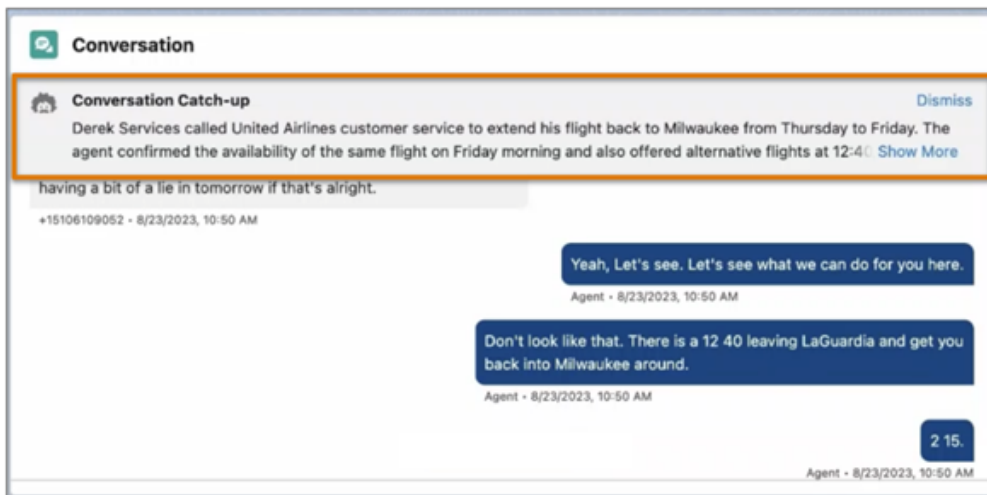 Conversation
Conversation Catch-up
Dismiss
Derek Services called United Airlines customer service to extend his flight back to Milwaukee from Thursday to Friday. The
agent confirmed the availability of the same flight on Friday morning and also offered alternative flights at 12:40 Show More
having a bit of a lie in tomorrow if that's alright.
+15106109052 • 8/23/2023, 10:50 AM
Yeah, Let's see. Let's see what we can do for you here.
Agent • 8/23/2023, 10:50 AM
Don't look like that. There is a 12 40 leaving LaGuardia and get you
back into Milwaukee around.
Agent • 8/23/2023, 10:50 AM
2 15.
Agent • 8/23/2023, 10:50 AM